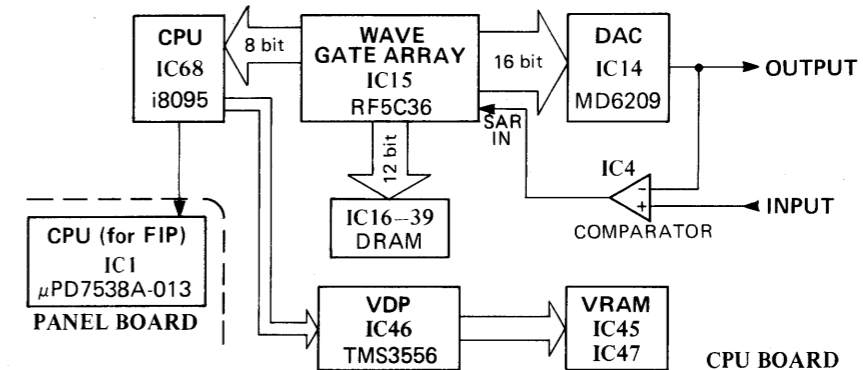 CPU
IC68
i8095
8 bit
WAVE
GATE ARRAY
IC15
RF5C36
16 bit
DAC
IC14
MD6209
OUTPUT
SAR
IN
12 bit
IC4
-
+
COMPARATOR
INPUT
IC16–39
DRAM
CPU (for FIP)
IC1
μPD7538A-013
PANEL BOARD
VDP
IC46
TMS3556
VRAM
IC45
IC47
CPU BOARD